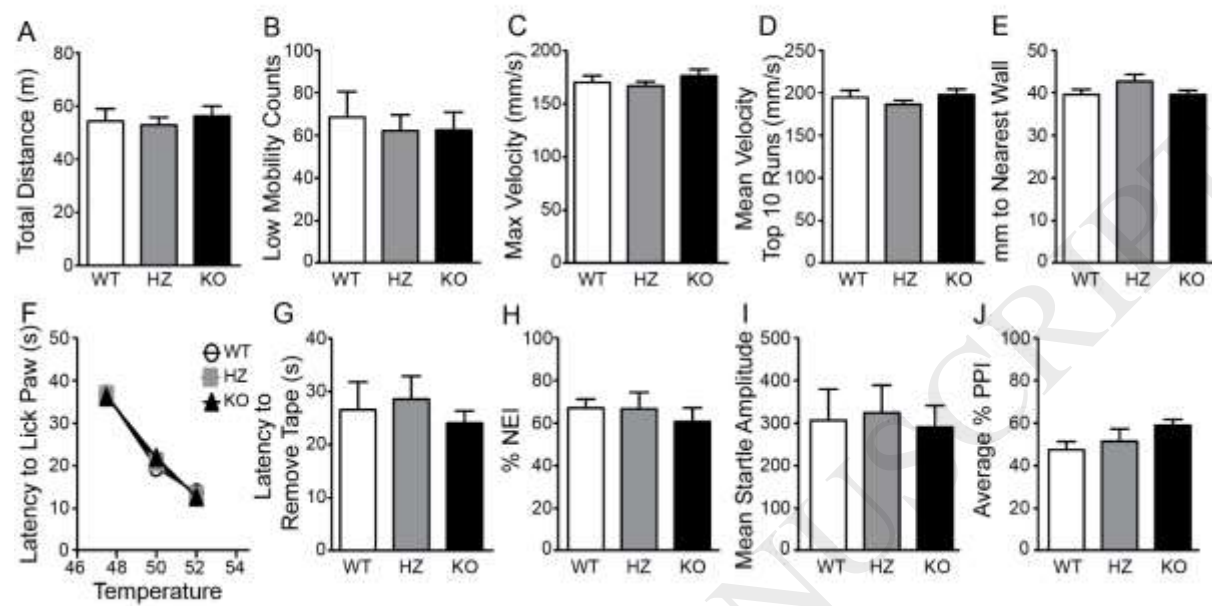 A
Total Distance (m)
80
60
40
20
0
WT HZ KO
B
Low Mobility Counts
100
80
60
40
20
0
WT HZ KO
C
Max Velocity (mm/s)
200
150
100
50
0
WT HZ KO
D
Mean Velocity
Top 10 Runs (mm/s)
250
200
150
100
50
0
WT HZ KO
E
mm to Nearest Wall
50
40
30
20
10
0
WT HZ KO
F
Latency to Lick Paw (s)
50
40
30
20
10
0
46 48 50 52 54
Temperature
WT
HZ
KO
G
Latency to
Remove Tape (s)
40
30
20
10
0
WT HZ KO
H
% NEI
100
80
60
40
20
0
WT HZ KO
I
Mean Startle Amplitude
500
400
300
200
100
0
WT HZ KO
J
Average % PPI
100
80
60
40
20
0
WT HZ KO
NUSCRIPT